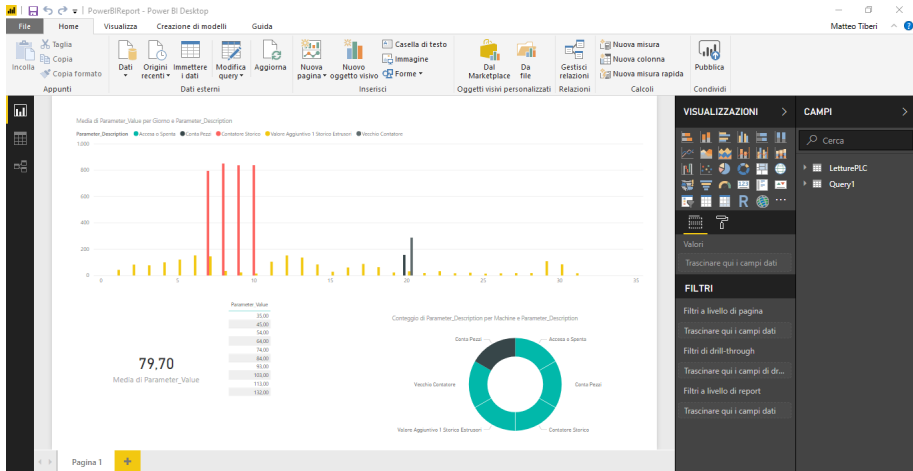 PowerBIReport - Power BI Desktop
File Home Visualizza Creazione di modelli Guida Matteo Tiberi
Incolla
Taglia
Copia
Copia formato
Appunti
Dati
Origini recenti
Immettere i dati
Modifica query
Aggiorna
Dati esterni
Nuova pagina
Nuovo oggetto visivo
Casella di testo
Immagine
Forme
Inserisci
Dal Marketplace
Da file
Oggetti visivi personalizzati
Gestisci relazioni
Relazioni
Nuova misura
Nuova colonna
Nuova misura rapida
Calcoli
Pubblica
Condividi
Media di Parameter_Value per Giorno e Parameter_Description
Parameter_Description Accesa o Spenta Conta Pezzi Contatore Storico Valore Aggiuntivo 1 Storico Estrusori Vecchio Contatore
1000
800
600
400
200
0
0 5 10 15 20 25 30 35
79,70
Media di Parameter_Value
Parameter_Value
35,00
45,00
54,00
64,00
74,00
84,00
93,00
103,00
113,00
132,00
Conteggio di Parameter_Description per Machine e Parameter_Description
Conta Pezzi
Accesa o Spenta
Vecchio Contatore
Conta Pezzi
Valore Aggiuntivo 1 Storico Estrusori
Contatore Storico
VISUALIZZAZIONI
R
Valori
Trascinare qui i campi dati
FILTRI
Filtri a livello di pagina
Trascinare qui i campi dati
Filtri di drill-through
Trascinare qui i campi di dr...
Filtri a livello di report
Trascinare qui i campi dati
CAMPI
Cerca
LetturePLC
Query1
Pagina 1